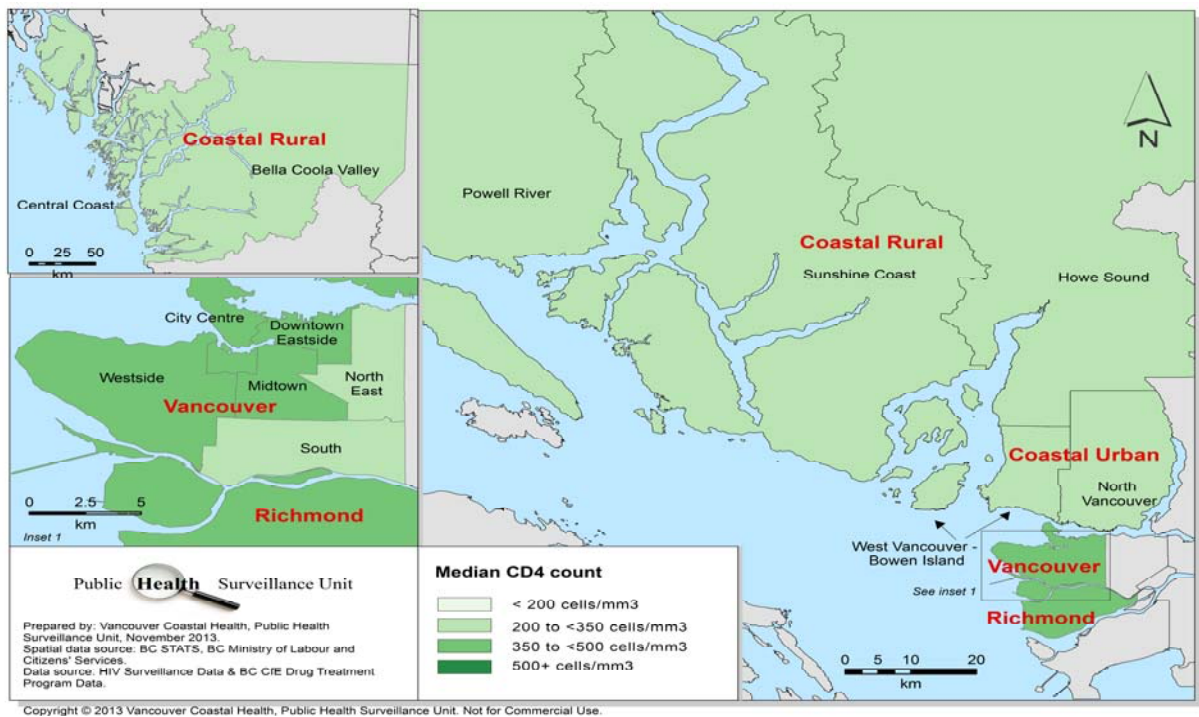 Coastal Rural
Bella Coola Valley
Central Coast
0 25 50
km
City Centre
Downtown
Eastside
Westside
Midtown
North
East
Vancouver
South
0 2.5 5
km
Richmond
Inset 1
Powell River
Coastal Rural
Sunshine Coast
Howe Sound
N
Coastal Urban
North
Vancouver
West Vancouver -
Bowen Island
Vancouver
See inset 1
Richmond
0 5 10 20
km
Public Health Surveillance Unit
Prepared by: Vancouver Coastal Health, Public Health
Surveillance Unit, November 2013.
Spatial data source: BC STATS, BC Ministry of Labour and
Citizens' Services.
Data source: HIV Surveillance Data & BC CfE Drug Treatment
Program Data.
Median CD4 count
< 200 cells/mm3
200 to <350 cells/mm3
350 to <500 cells/mm3
500+ cells/mm3
Copyright © 2013 Vancouver Coastal Health, Public Health Surveillance Unit. Not for Commercial Use.